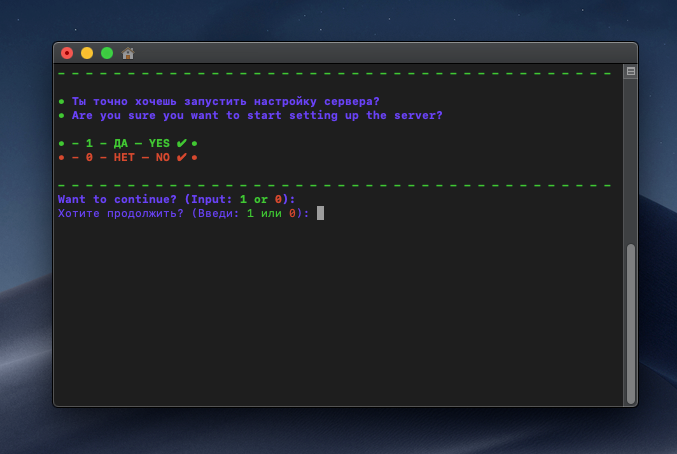 – – – – – – – – – – – – – – – – – – – – – – – – – – – – – – – – – – – – – – – –
● Ты точно хочешь запустить настройку сервера?
● Are you sure you want to start setting up the server?
● – 1 – ДА – YES ✔ ●
● – 0 – НЕТ – NO ✔ ●
– – – – – – – – – – – – – – – – – – – – – – – – – – – – – – – – – – – – – – – –
Want to continue? (Input: 1 or 0):
Хотите продолжить? (Введи: 1 или 0):